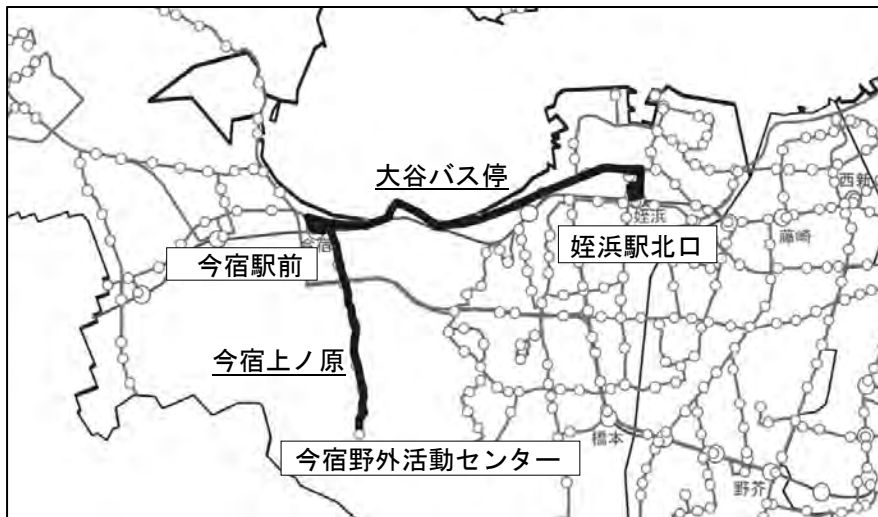 大谷バス停
西新
姪浜
藤崎
姪浜駅北口
今宿
今宿駅前
今宿上ノ原
今宿野外活動センター
橋本
野芥